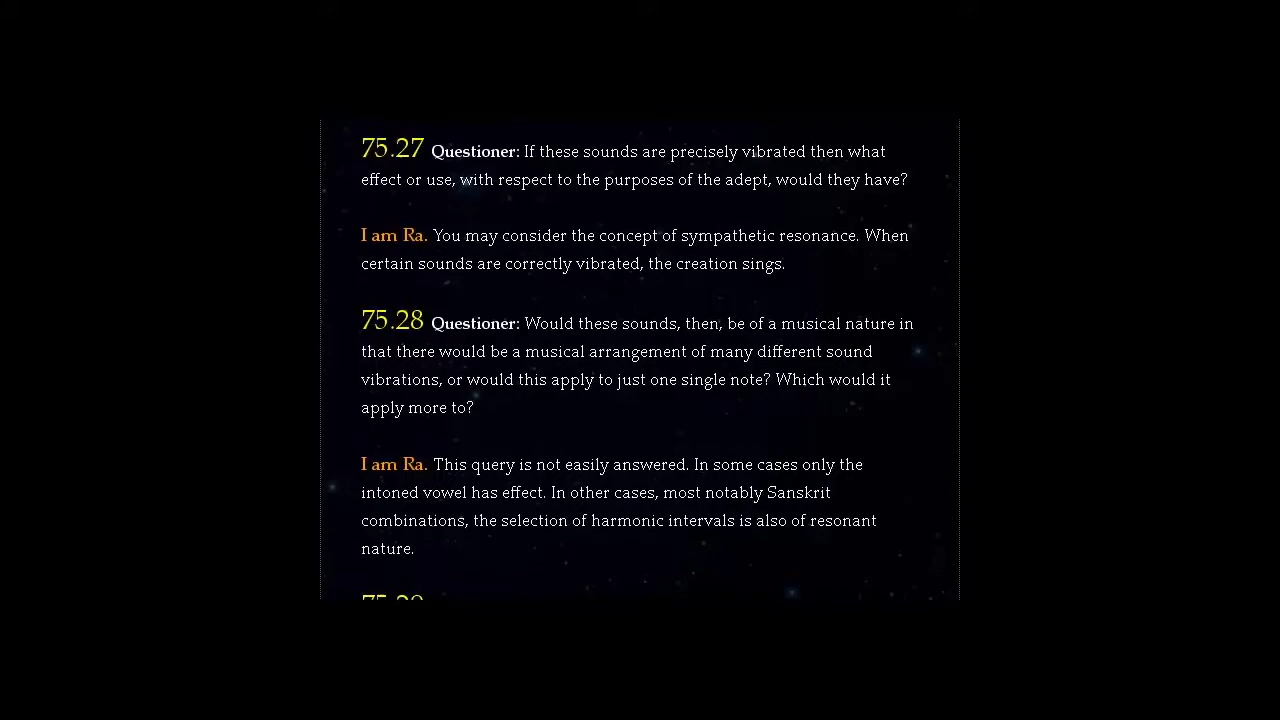 75.27 Questioner: If these sounds are precisely vibrated then what
effect or use, with respect to the purposes of the adept, would they have?
I am Ra. You may consider the concept of sympathetic resonance. When
certain sounds are correctly vibrated, the creation sings.
75.28 Questioner: Would these sounds, then, be of a musical nature in
that there would be a musical arrangement of many different sound
vibrations, or would this apply to just one single note? Which would it
apply more to?
I am Ra. This query is not easily answered. In some cases only the
intoned vowel has effect. In other cases, most notably Sanskrit
combinations, the selection of harmonic intervals is also of resonant
nature.